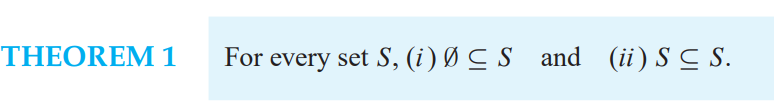 THEOREM 1 For every set S, (i) ∅ ⊆ S and (ii) S ⊆ S.